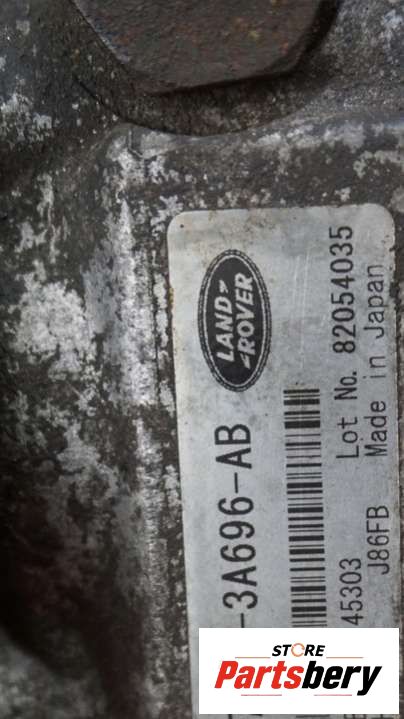 LAND
ROVER
-3A696-AB
45303 Lot No. 82054035
J86FB Made in Japan
STORE
Partsbery